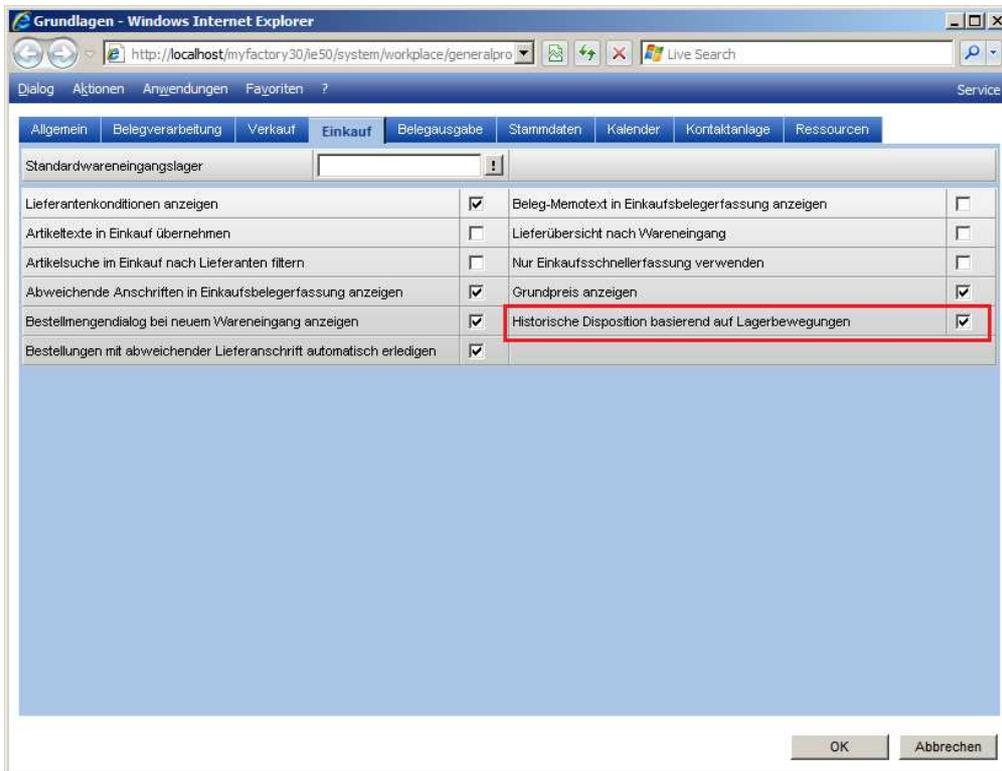 Grundlagen - Windows Internet Explorer
http://localhost/myfactory30/ie50/system/workplace/generalpro
Live Search
Dialog Aktionen Anwendungen Favoriten ? Service
Allgemein Belegverarbeitung Verkauf Einkauf Belegausgabe Stammdaten Kalender Kontaktanlage Ressourcen
Standardwareneingangslager !
Lieferantenkonditionen anzeigen Beleg-Memotext in Einkaufsbelegerfassung anzeigen
Artikeltexte in Einkauf übernehmen Lieferübersicht nach Wareneingang
Artikelsuche im Einkauf nach Lieferanten filtern Nur Einkaufsschnellerfassung verwenden
Abweichende Anschriften in Einkaufsbelegerfassung anzeigen Grundpreis anzeigen
Bestellmengendialog bei neuem Wareneingang anzeigen Historische Disposition basierend auf Lagerbewegungen
Bestellungen mit abweichender Lieferanschrift automatisch erledigen
OK Abbrechen